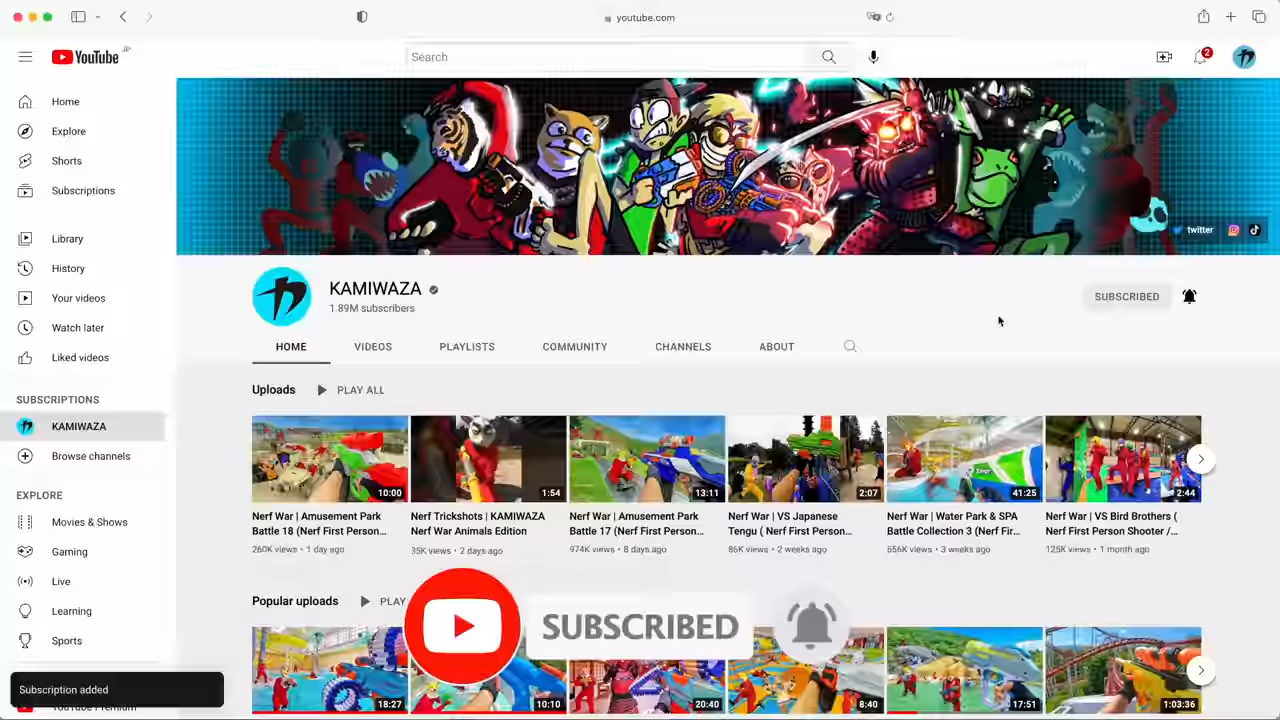 youtube.com
YouTube JP
Search
2
Home
Explore
Shorts
Subscriptions
Library
History
Your videos
Watch later
Liked videos
SUBSCRIPTIONS
KAMIWAZA
Browse channels
EXPLORE
Movies & Shows
Gaming
Live
Learning
Sports
Subscription added
twitter
KAMIWAZA
1.89M subscribers
SUBSCRIBED
HOME VIDEOS PLAYLISTS COMMUNITY CHANNELS ABOUT
Uploads PLAY ALL
10:00 1:54 13:11 2:07 41:25 2:44
Nerf War | Amusement Park
Battle 18 (Nerf First Person...
260K views • 1 day ago
Nerf Trickshots | KAMIWAZA
Nerf War Animals Edition
35K views • 2 days ago
Nerf War | Amusement Park
Battle 17 (Nerf First Person...
974K views • 8 days ago
Nerf War | VS Japanese
Tengu ( Nerf First Person...
86K views • 2 weeks ago
Nerf War | Water Park & SPA
Battle Collection 3 (Nerf Fir...
656K views • 3 weeks ago
Nerf War | VS Bird Brothers (
Nerf First Person Shooter /...
125K views • 1 month ago
Popular uploads PLAY
SUBSCRIBED
18:27 10:10 20:40 8:40 17:51 1:03:36